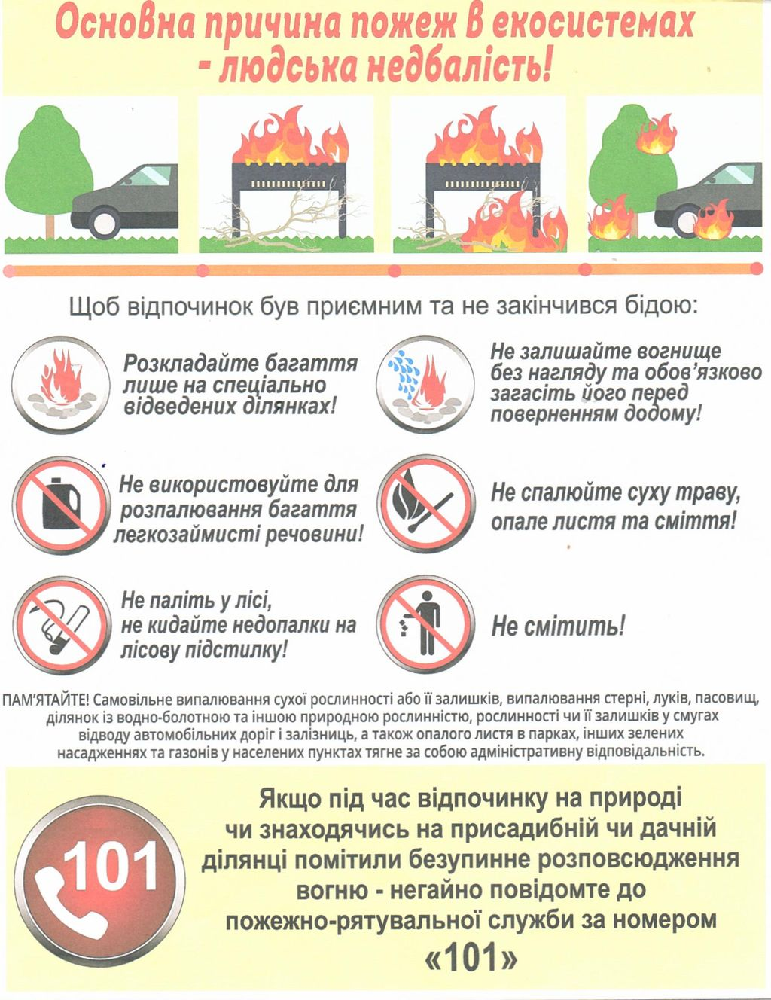 Основна причина пожеж в екосистемах
- людська недбалість!
Щоб відпочинок був приємним та не закінчився бідою:
Розкладайте багаття
лише на спеціально
відведених ділянках!
Не залишайте вогнище
без нагляду та обов’язково
загасіть його перед
поверненням додому!
Не використовуйте для
розпалювання багаття
легкозаймисті речовини!
Не спалюйте суху траву,
опале листя та сміття!
Не паліть у лісі,
не кидайте недопалки на
лісову підстилку!
Не смітить!
ПАМ’ЯТАЙТЕ! Самовільне випалювання сухої рослинності або її залишків, випалювання стерні, луків, пасовищ,
ділянок із водно-болотною та іншою природною рослинністю, рослинності чи її залишків у смугах
відводу автомобільних доріг і залізниць, а також опалого листя в парках, інших зелених
насадженнях та газонів у населених пунктах тягне за собою адміністративну відповідальність.
101
Якщо під час відпочинку на природі
чи знаходячись на присадибній чи дачній
ділянці помітили безупинне розповсюдження
вогню - негайно повідомте до
пожежно-рятувальної служби за номером
«101»